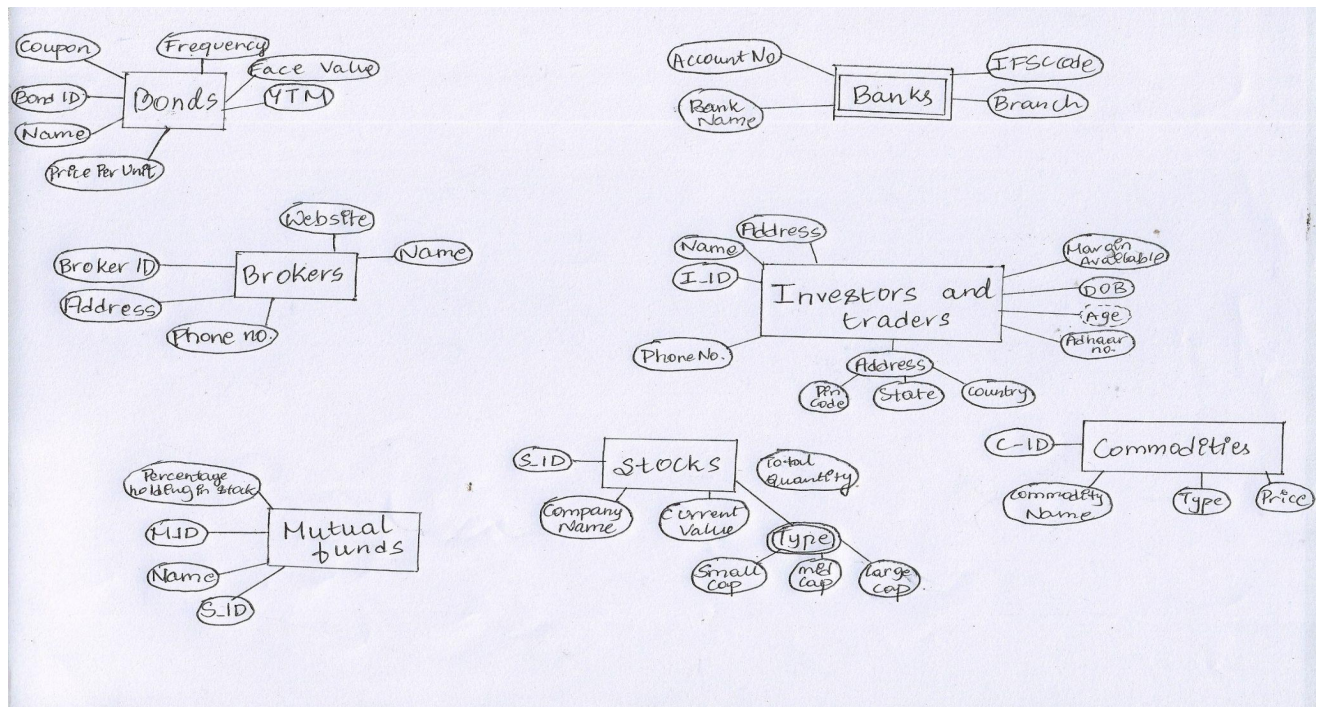 Coupon
Frequency
Face Value
YTM
Bonds
Bond ID
Name
Price Per Unit
Account No
Bank
Name
Banks
IFSC Code
Branch
Website
Name
Broker ID
Brokers
Address
Phone no.
Address
Name
I_ID
Investors and
traders
Margin
Available
DOB
Age
Adhaar
no.
Phone No.
Address
Pin
Code
State
Country
Percentage
holding in stock
M_ID
Mutual
funds
Name
S_ID
S_ID
Stocks
Total
Quantity
Company
Name
Current
Value
Type
Small
cap
mid
cap
large
cap
C-ID
Commodities
Commodity
Name
Type
Price